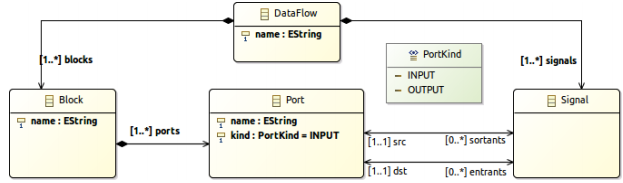 DataFlow
name : EString
[1..*] blocks
[1..*] signals
PortKind
INPUT
OUTPUT
Block
name : EString
[1..*] ports
Port
name : EString
kind : PortKind = INPUT
Signal
[1..1] src
[0..*] sortants
[1..1] dst
[0..*] entrants